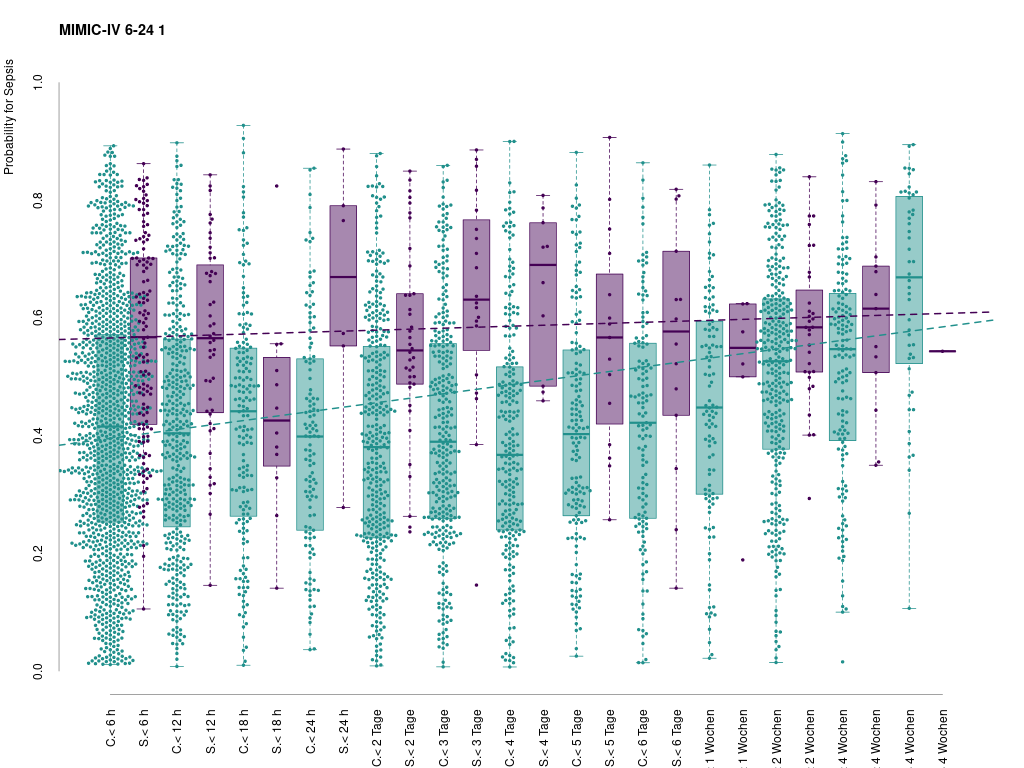 MIMIC-IV 6-24 1
Probability for Sepsis
1.0
0.8
0.6
0.4
0.2
0.0
C.< 6 h
S.< 6 h
C.< 12 h
S.< 12 h
C.< 18 h
S.< 18 h
C.< 24 h
S.< 24 h
C.< 2 Tage
S.< 2 Tage
C.< 3 Tage
S.< 3 Tage
C.< 4 Tage
S.< 4 Tage
C.< 5 Tage
S.< 5 Tage
C.< 6 Tage
S.< 6 Tage
1 Wochen
1 Wochen
2 Wochen
2 Wochen
4 Wochen
4 Wochen
4 Wochen
4 Wochen